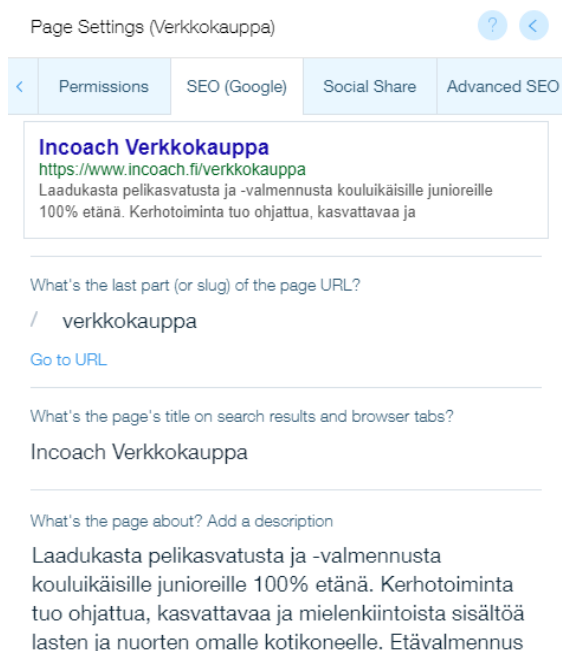 Page Settings (Verkkokauppa)
?
Permissions
SEO (Google)
Social Share
Advanced SEO
Incoach Verkkokauppa
https://www.incoach.fi/verkkokauppa
Laadukasta pelikasvatusta ja -valmennusta kouluikäisille junioreille
100% etänä. Kerhotoiminta tuo ohjattua, kasvattavaa ja
What's the last part (or slug) of the page URL?
/ verkkokauppa
Go to URL
What's the page's title on search results and browser tabs?
Incoach Verkkokauppa
What's the page about? Add a description
Laadukasta pelikasvatusta ja -valmennusta
kouluikäisille junioreille 100% etänä. Kerhotoiminta
tuo ohjattua, kasvattavaa ja mielenkiintoista sisältöä
lasten ja nuorten omalle kotikoneelle. Etävalmennus